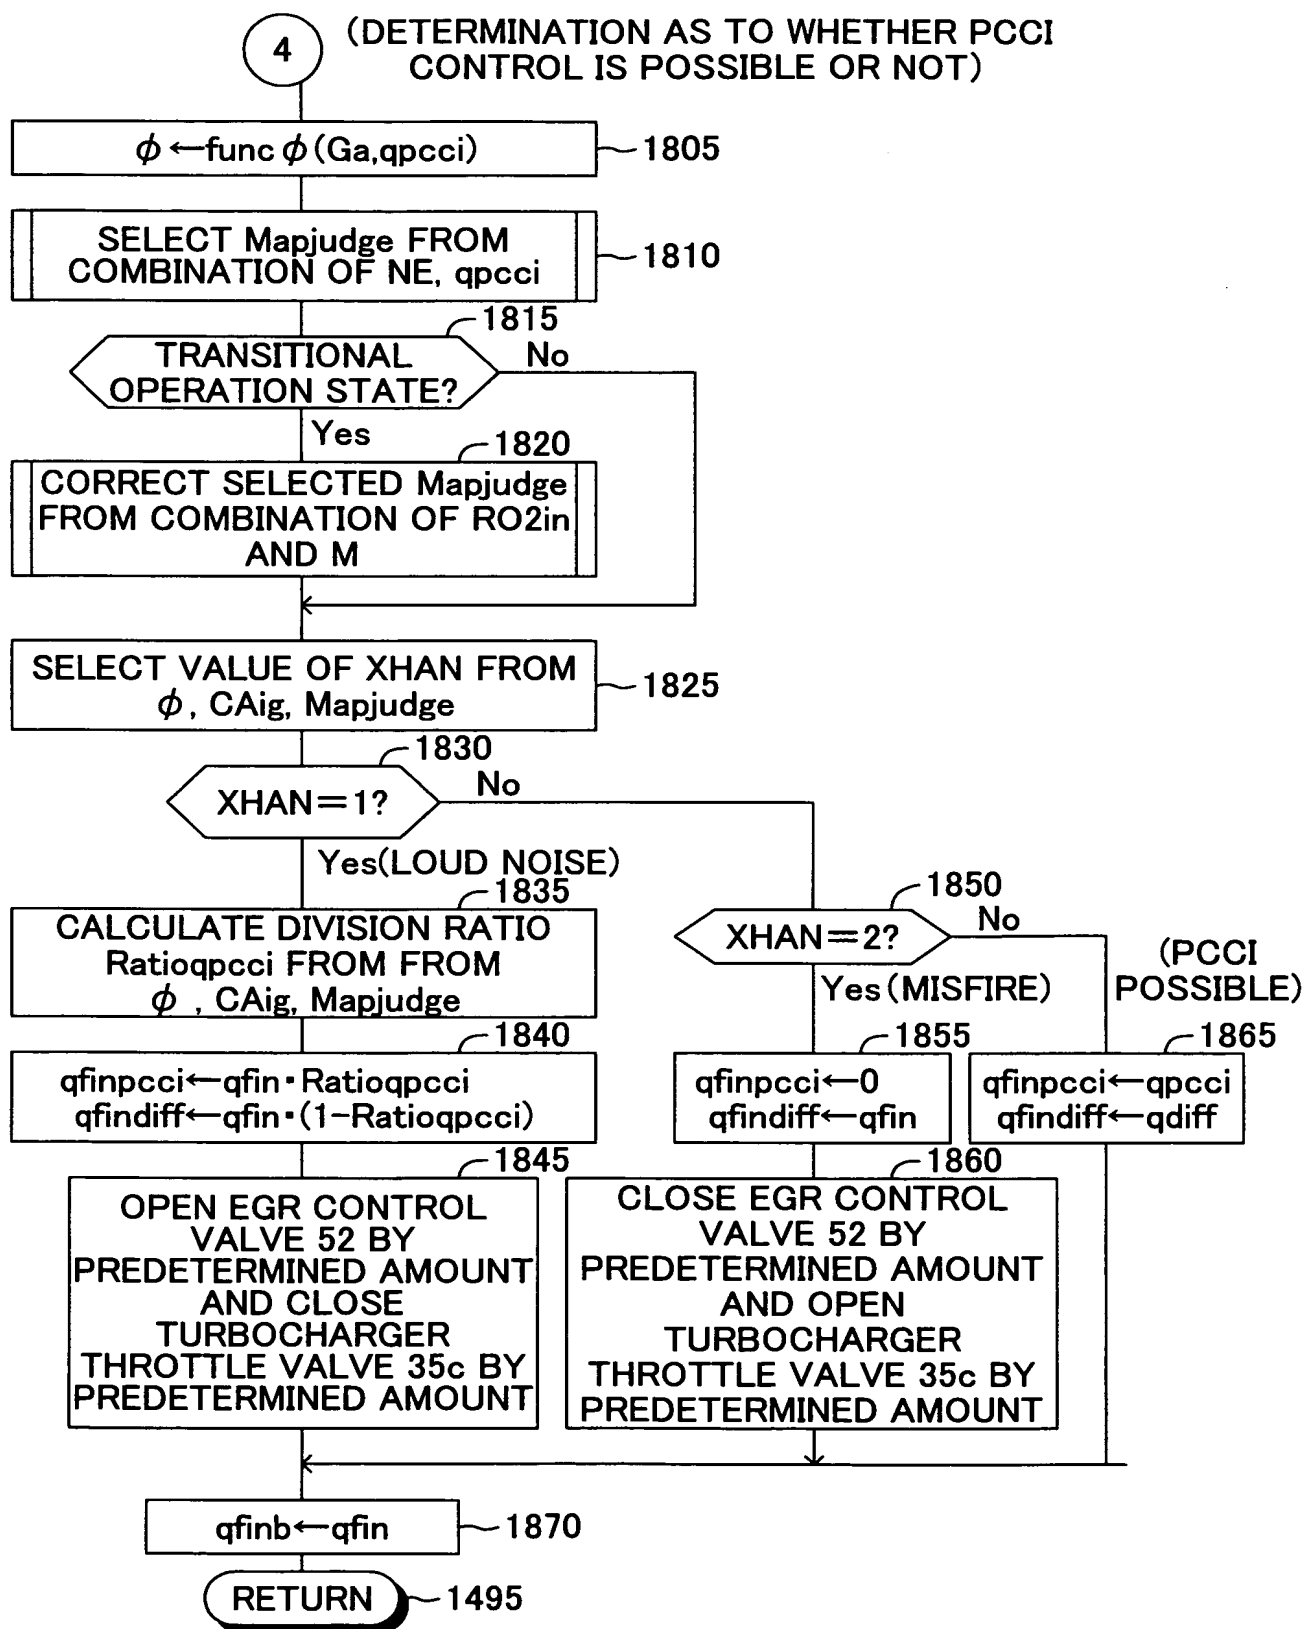 4
(DETERMINATION AS TO WHETHER PCCI
CONTROL IS POSSIBLE OR NOT)
ϕ←func ϕ(Ga,qpcci)
1805
SELECT Mapjudge FROM
COMBINATION OF NE, qpcci
1810
1815
TRANSITIONAL
OPERATION STATE?
No
Yes
1820
CORRECT SELECTED Mapjudge
FROM COMBINATION OF RO2in
AND M
SELECT VALUE OF XHAN FROM
ϕ, CAig, Mapjudge
1825
1830
XHAN=1?
No
Yes(LOUD NOISE)
1835
CALCULATE DIVISION RATIO
Ratioqpcci FROM FROM
ϕ , CAig, Mapjudge
1840
qfinpcci←qfin▪Ratioqpcci
qfindiff←qfin▪(1-Ratioqpcci)
1845
OPEN EGR CONTROL
VALVE 52 BY
PREDETERMINED AMOUNT
AND CLOSE
TURBOCHARGER
THROTTLE VALVE 35c BY
PREDETERMINED AMOUNT
1850
XHAN=2?
No
Yes(MISFIRE)
(PCCI
POSSIBLE)
1855
qfinpcci←0
qfindiff←qfin
1865
qfinpcci←qpcci
qfindiff←qdiff
1860
CLOSE EGR CONTROL
VALVE 52 BY
PREDETERMINED AMOUNT
AND OPEN
TURBOCHARGER
THROTTLE VALVE 35c BY
PREDETERMINED AMOUNT
qfinb←qfin
1870
RETURN
1495